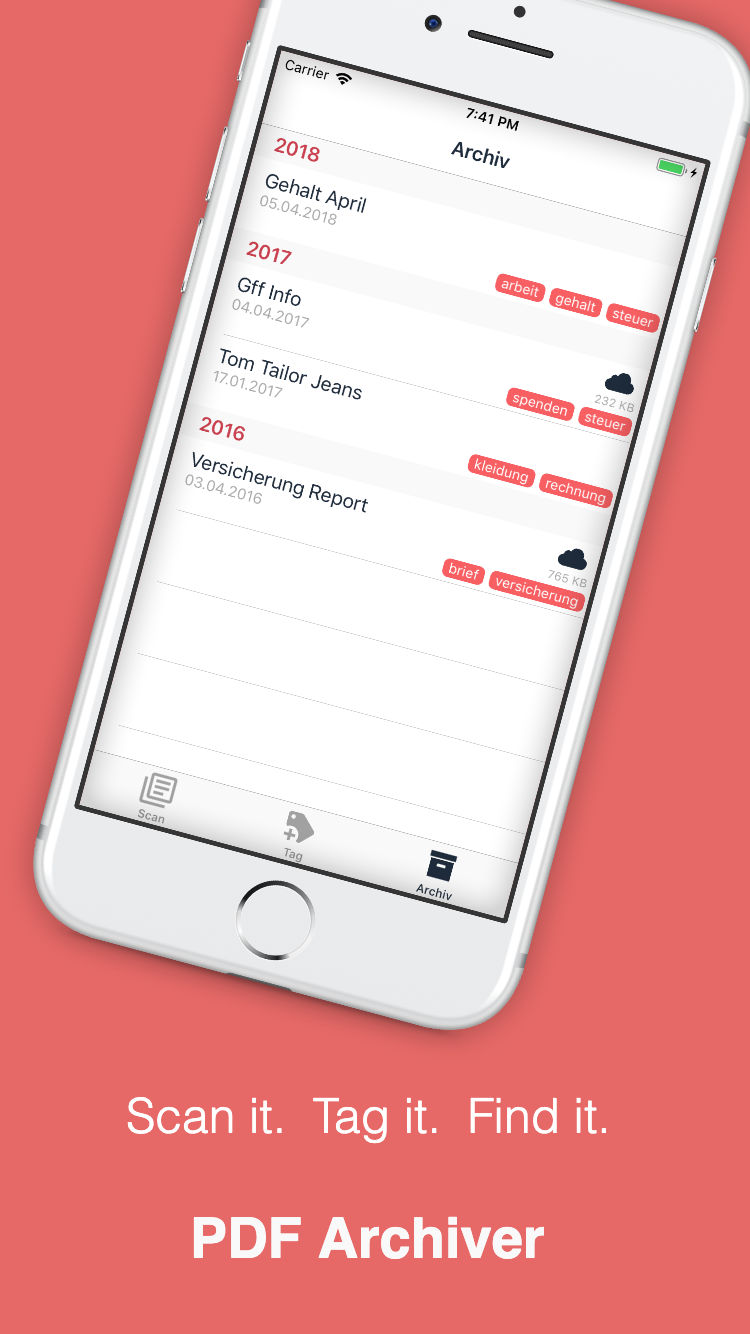 Carrier
7:41 PM
Archiv
2018
Gehalt April
05.04.2018
arbeit gehalt steuer
2017
Gff Info
04.04.2017
232 KB
spenden steuer
Tom Tailor Jeans
17.01.2017
kleidung rechnung
2016
Versicherung Report
03.04.2016
765 KB
brief versicherung
Scan
Tag
Archiv
Scan it. Tag it. Find it.
PDF Archiver